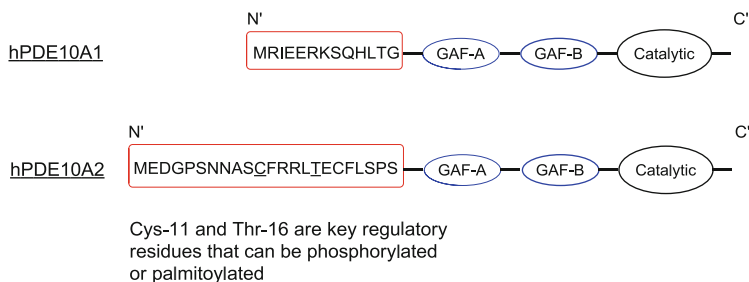 N' C'
hPDE10A1 MRIEERKSQHLTG GAF-A GAF-B Catalytic
N' C'
hPDE10A2 MEDGPSNNASCFRRLTECFLSPS GAF-A GAF-B Catalytic
Cys-11 and Thr-16 are key regulatory
residues that can be phosphorylated
or palmitoylated